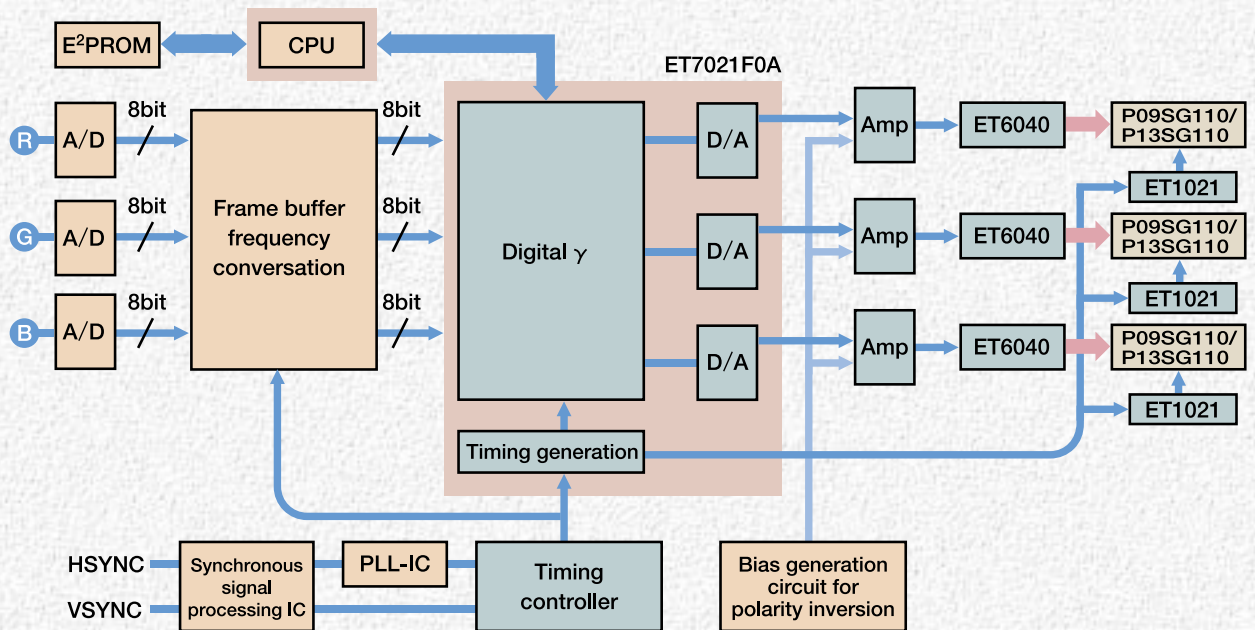 E²PROM
CPU
ET7021F0A
R
A/D
8bit
8bit
D/A
Amp
ET6040
P09SG110/
P13SG110
ET1021
G
A/D
8bit
Frame buffer
frequency
conversation
8bit
Digital γ
D/A
Amp
ET6040
P09SG110/
P13SG110
ET1021
B
A/D
8bit
8bit
D/A
Amp
ET6040
P09SG110/
P13SG110
ET1021
Timing generation
HSYNC
VSYNC
Synchronous
signal
processing IC
PLL-IC
Timing
controller
Bias generation
circuit for
polarity inversion